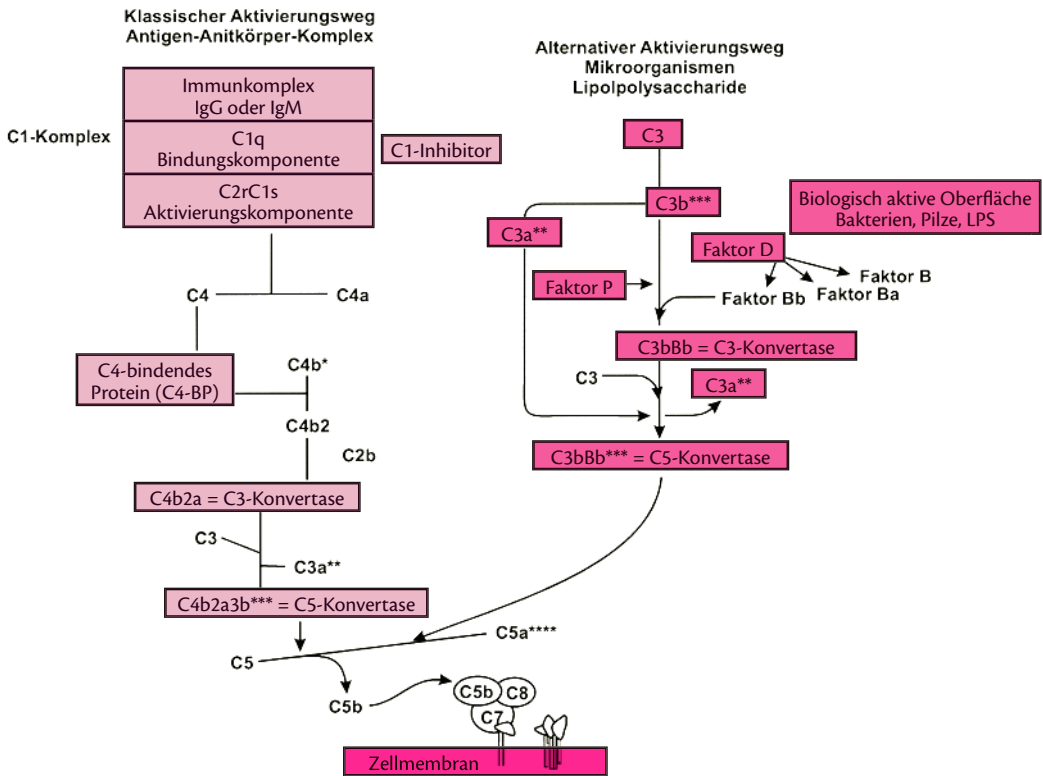 Klassischer Aktivierungsweg
Antigen-Anitkörper-Komplex
Immunkomplex
IgG oder IgM
C1-Komplex
C1q
Bindungskomponente
C1-Inhibitor
C2rC1s
Aktivierungskomponente
C4
C4a
C4-bindendes
Protein (C4-BP)
C4b*
C4b2
C2b
C4b2a = C3-Konvertase
C3
C3a**
C4b2a3b*** = C5-Konvertase
Alternativer Aktivierungsweg
Mikroorganismen
Lipolpolysaccharide
C3
C3b***
C3a**
Biologisch aktive Oberfläche
Bakterien, Pilze, LPS
Faktor D
Faktor P
Faktor Bb
Faktor Ba
Faktor B
C3bBb = C3-Konvertase
C3
C3a**
C3bBb*** = C5-Konvertase
C5a****
C5
C5b
C5b
C8
C7
Zellmembran